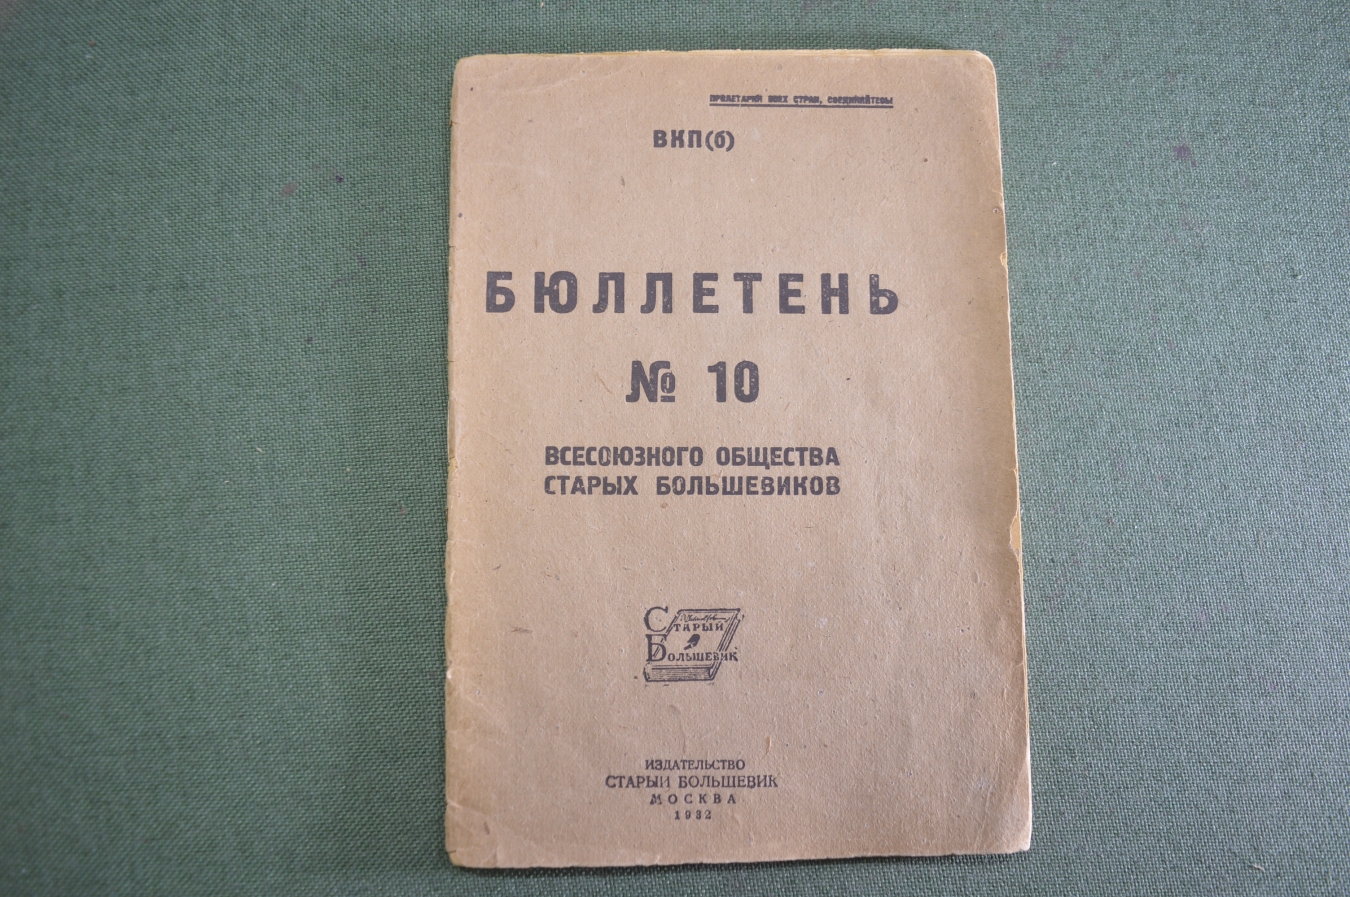 ПРОЛЕТАРИИ ВСЕХ СТРАН, СОЕДИНЯЙТЕСЬ
ВКП(б)
БЮЛЛЕТЕНЬ
№ 10
ВСЕСОЮЗНОГО ОБЩЕСТВА
СТАРЫХ БОЛЬШЕВИКОВ
СТАРЫЙ
БОЛЬШЕВИК
ИЗДАТЕЛЬСТВО
СТАРЫЙ БОЛЬШЕВИК
МОСКВА
1932